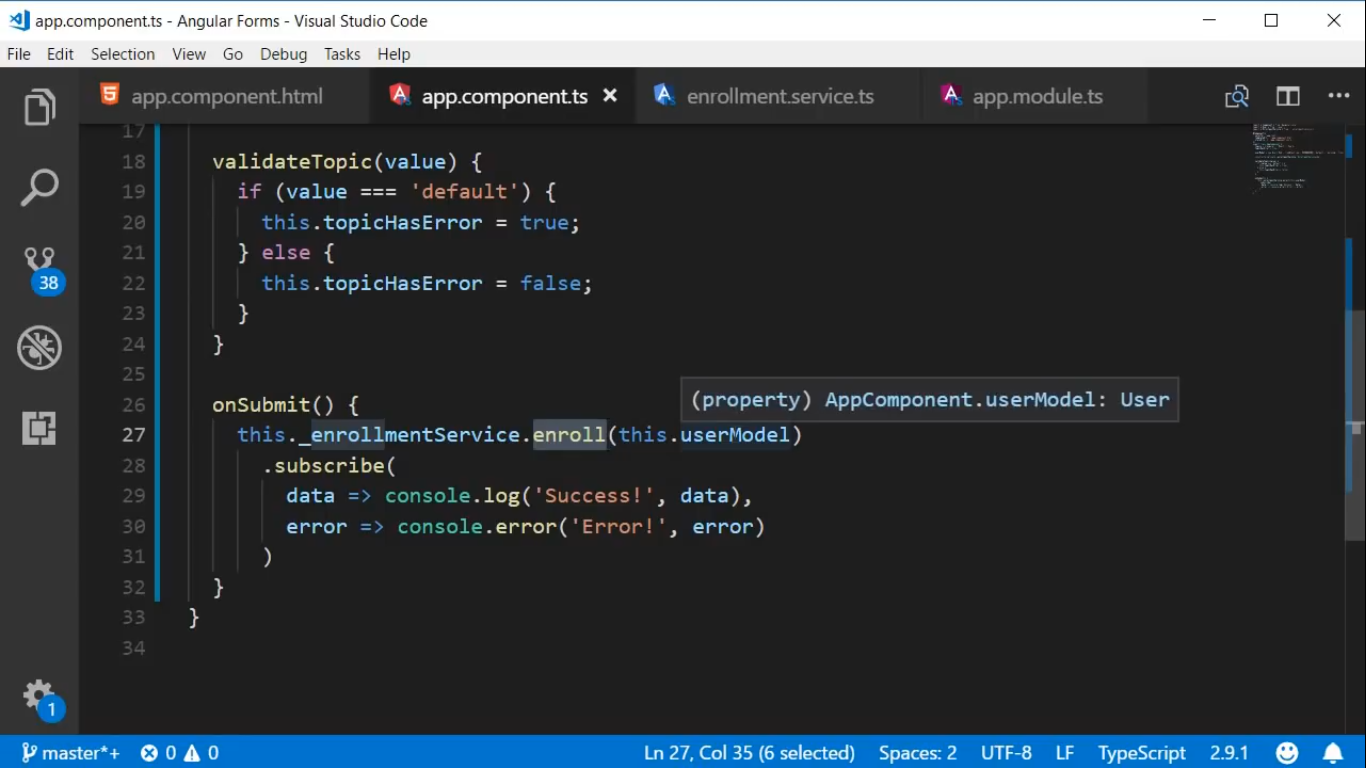 app.component.ts - Angular Forms - Visual Studio Code
File Edit Selection View Go Debug Tasks Help
app.component.html app.component.ts enrollment.service.ts app.module.ts
17
18 validateTopic(value) {
19 if (value === 'default') {
20 this.topicHasError = true;
21 } else {
22 this.topicHasError = false;
23 }
24 }
25
26 onSubmit() {
(property) AppComponent.userModel: User
27 this._enrollmentService.enroll(this.userModel)
28 .subscribe(
29 data => console.log('Success!', data),
30 error => console.error('Error!', error)
31 )
32 }
33 }
34
38
1
master*+ 0 0 Ln 27, Col 35 (6 selected) Spaces: 2 UTF-8 LF TypeScript 2.9.1